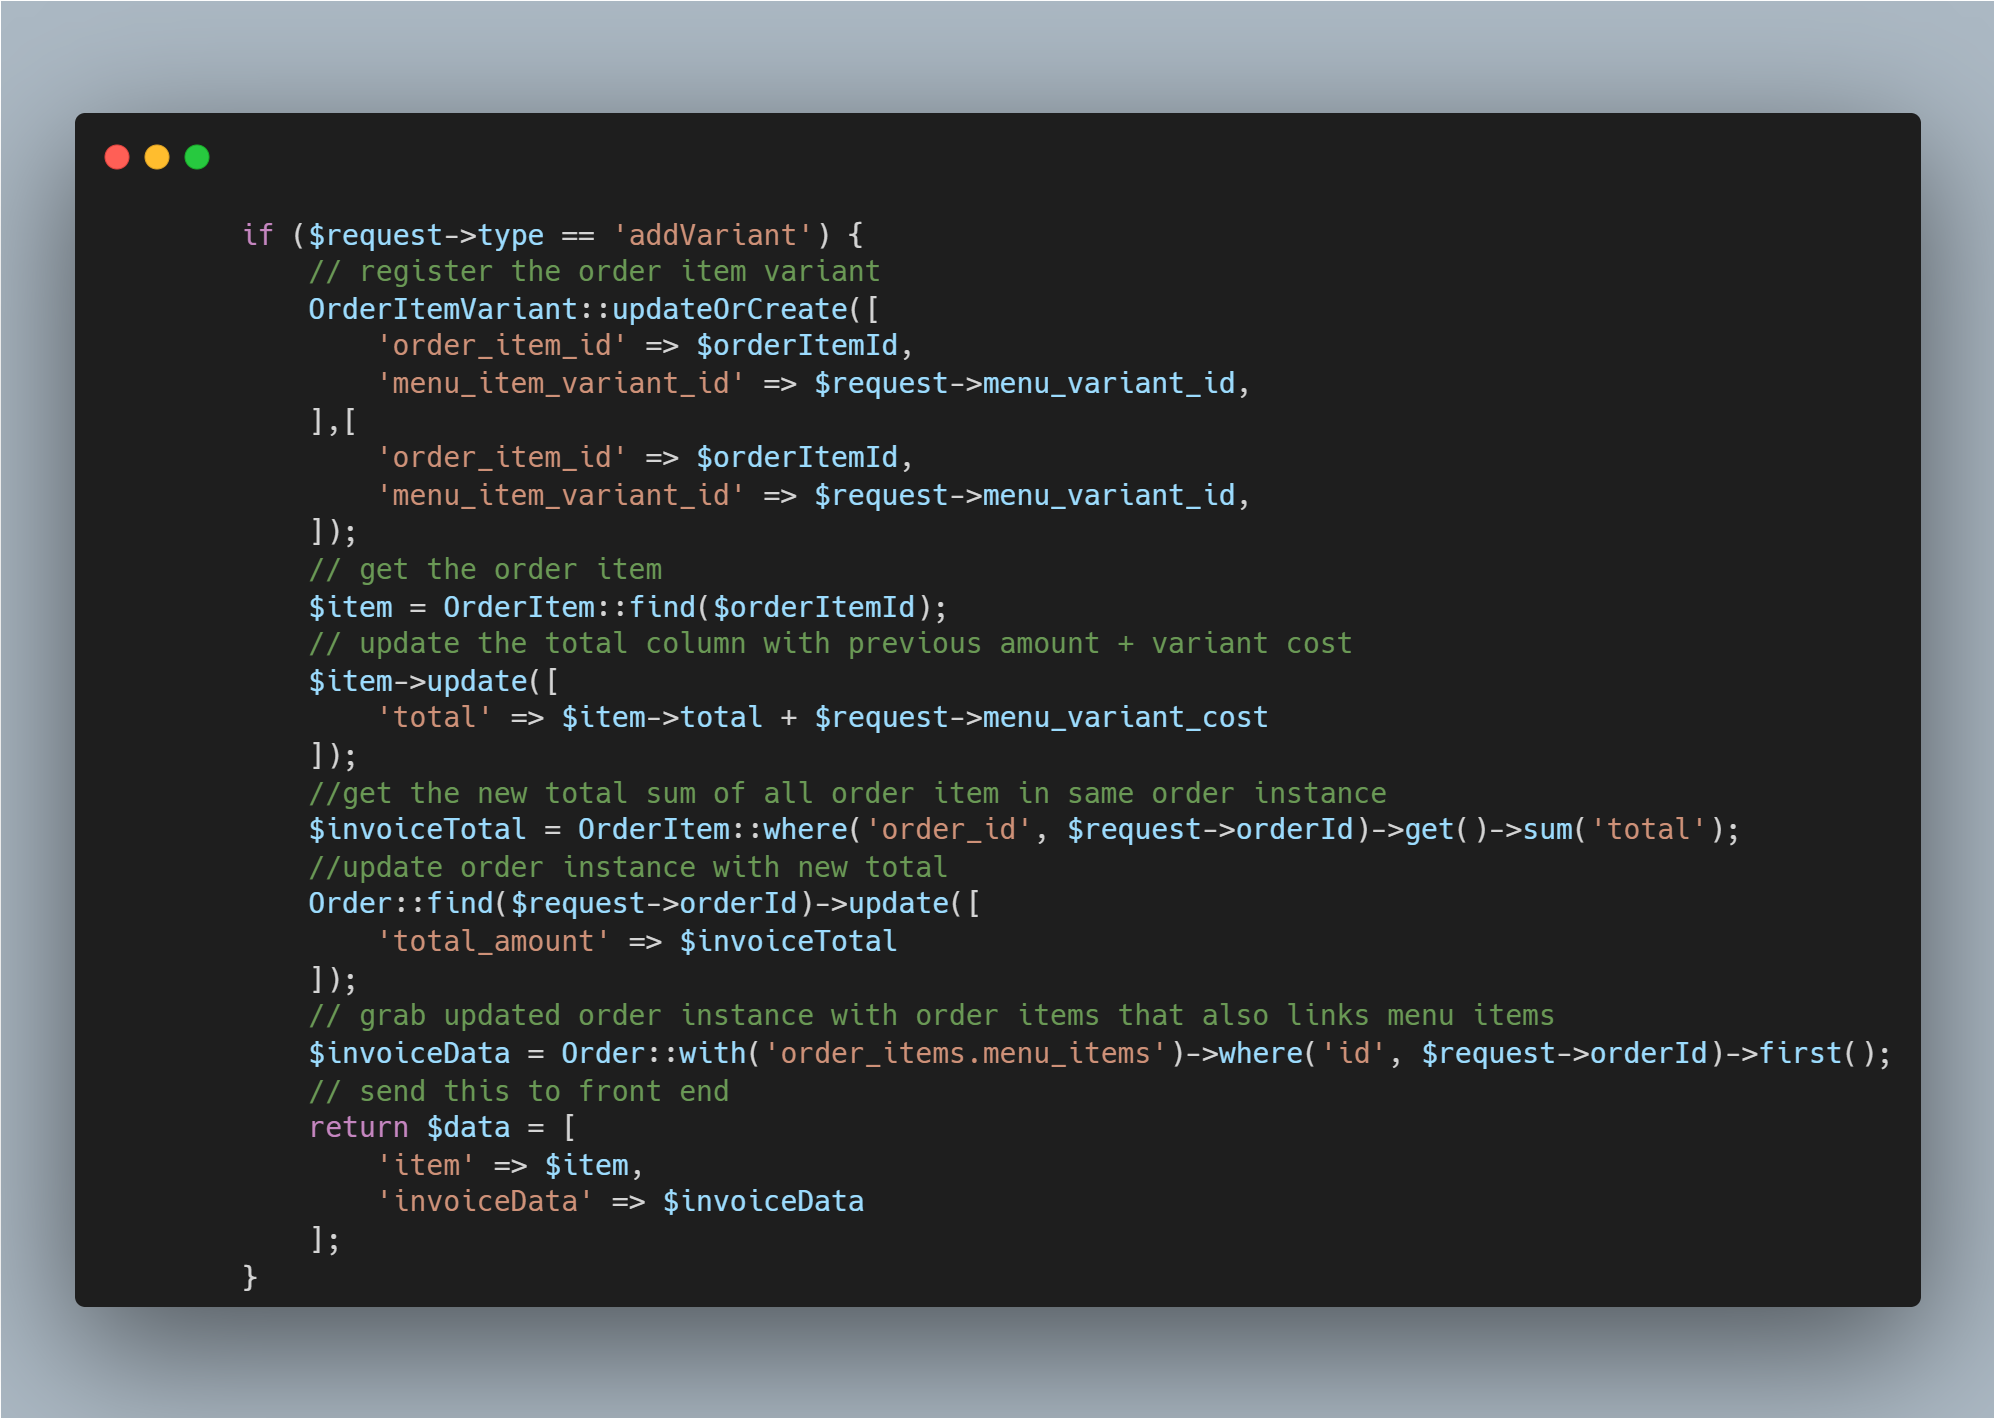 if ($request->type == 'addVariant') {
// register the order item variant
OrderItemVariant::updateOrCreate([
'order_item_id' => $orderItemId,
'menu_item_variant_id' => $request->menu_variant_id,
],[
'order_item_id' => $orderItemId,
'menu_item_variant_id' => $request->menu_variant_id,
]);
// get the order item
$item = OrderItem::find($orderItemId);
// update the total column with previous amount + variant cost
$item->update([
'total' => $item->total + $request->menu_variant_cost
]);
//get the new total sum of all order item in same order instance
$invoiceTotal = OrderItem::where('order_id', $request->orderId)->get()->sum('total');
//update order instance with new total
Order::find($request->orderId)->update([
'total_amount' => $invoiceTotal
]);
// grab updated order instance with order items that also links menu items
$invoiceData = Order::with('order_items.menu_items')->where('id', $request->orderId)->first();
// send this to front end
return $data = [
'item' => $item,
'invoiceData' => $invoiceData
];
}